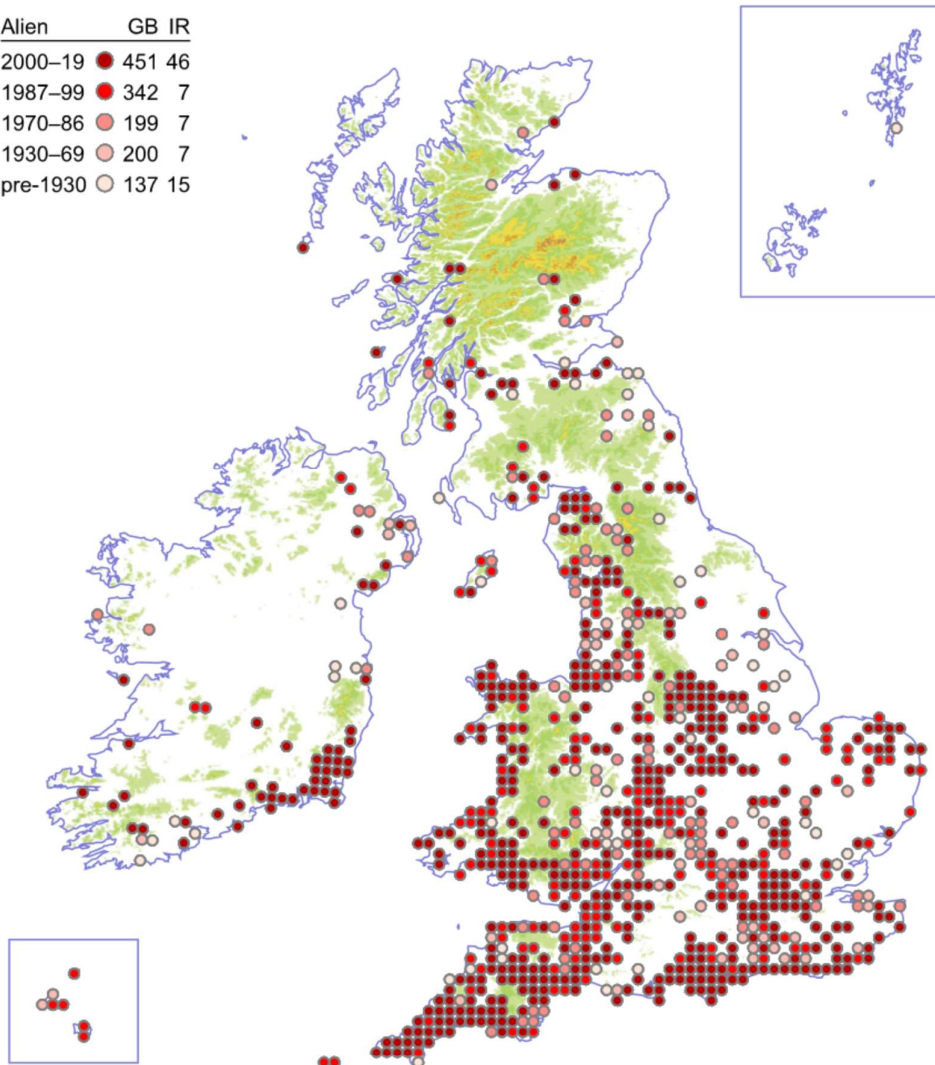 Alien GB IR
2000–19 451 46
1987–99 342 7
1970–86 199 7
1930–69 200 7
pre-1930 137 15